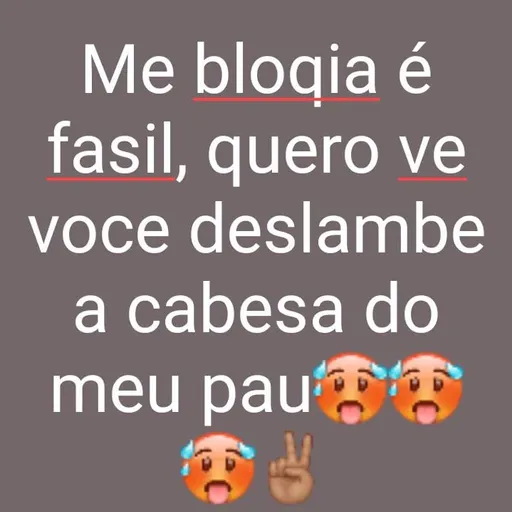 Me bloqia é
fasil, quero ve
voce deslambe
a cabesa do
meu pau🥵🥵
🥵✌🏾